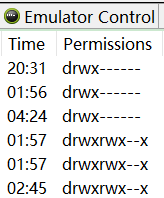 Emulator Control
Time Permissions
20:31 drwx------
01:56 drwx------
04:24 drwx------
01:57 drwxrwx--x
01:57 drwxrwx--x
02:45 drwxrwx--x